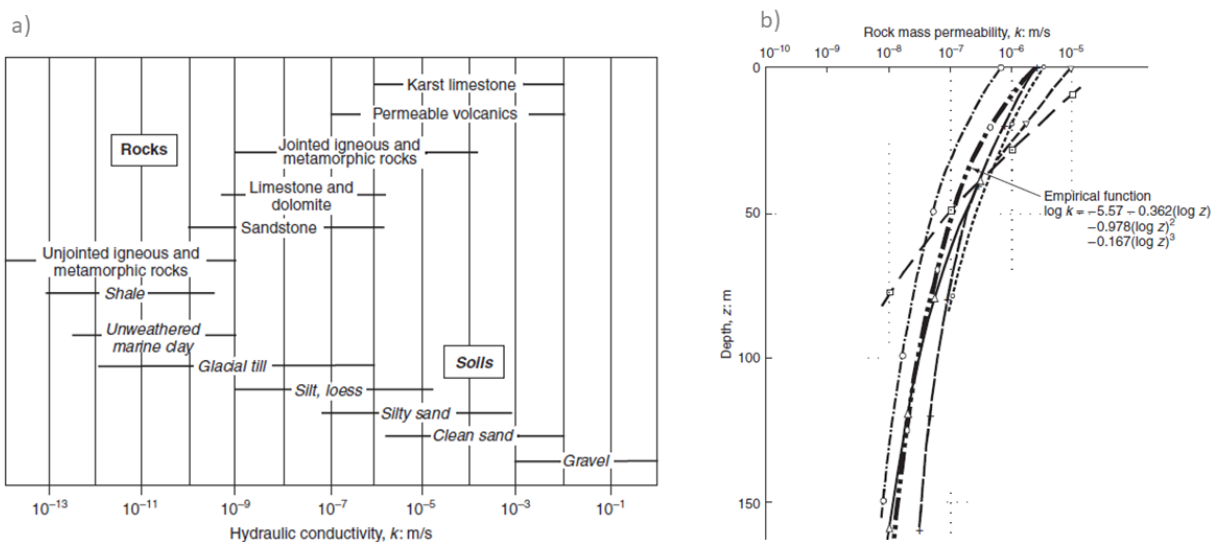 a)
Karst limestone
Permeable volcanics
Rocks
Jointed igneous and
metamorphic rocks
Limestone and
dolomite
Sandstone
Unjointed igneous and
metamorphic rocks
Shale
Unweathered
marine clay
Glacial till
Soils
Silt, loess
Silty sand
Clean sand
Gravel
10⁻¹³
10⁻¹¹
10⁻⁹
10⁻⁷
10⁻⁵
10⁻³
10⁻¹
Hydraulic conductivity, k: m/s
b)
Rock mass permeability, k: m/s
10⁻¹⁰
10⁻⁹
10⁻⁸
10⁻⁷
10⁻⁶
10⁻⁵
0
50
100
150
Depth, z: m
Empirical function
log k = −5.57 − 0.362(log z)
−0.978(log z)²
−0.167(log z)³